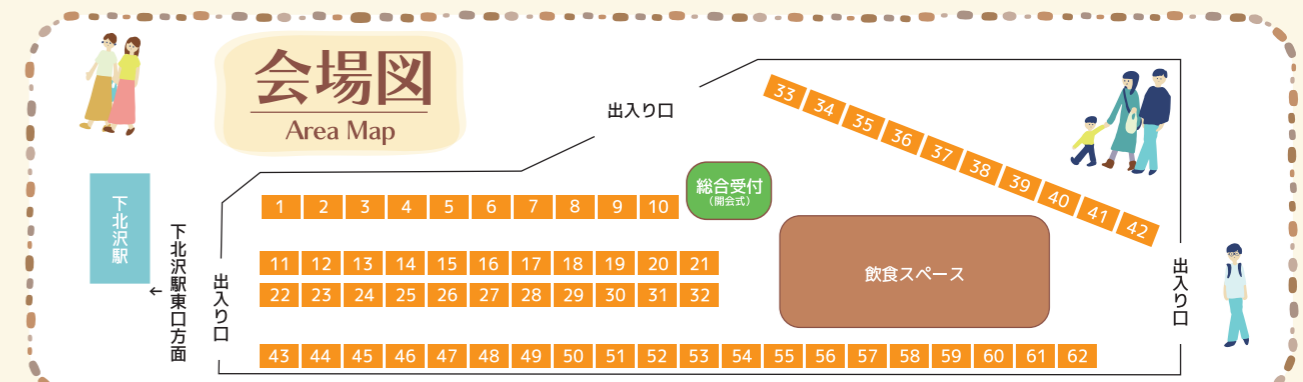 会場図
Area Map
出入り口
33 34 35 36 37 38 39 40 41 42
下北沢駅
下北沢駅東口方面
←
出入り口
総合受付
(開会式)
1 2 3 4 5 6 7 8 9 10
11 12 13 14 15 16 17 18 19 20 21
22 23 24 25 26 27 28 29 30 31 32
飲食スペース
出入り口
43 44 45 46 47 48 49 50 51 52 53 54 55 56 57 58 59 60 61 62